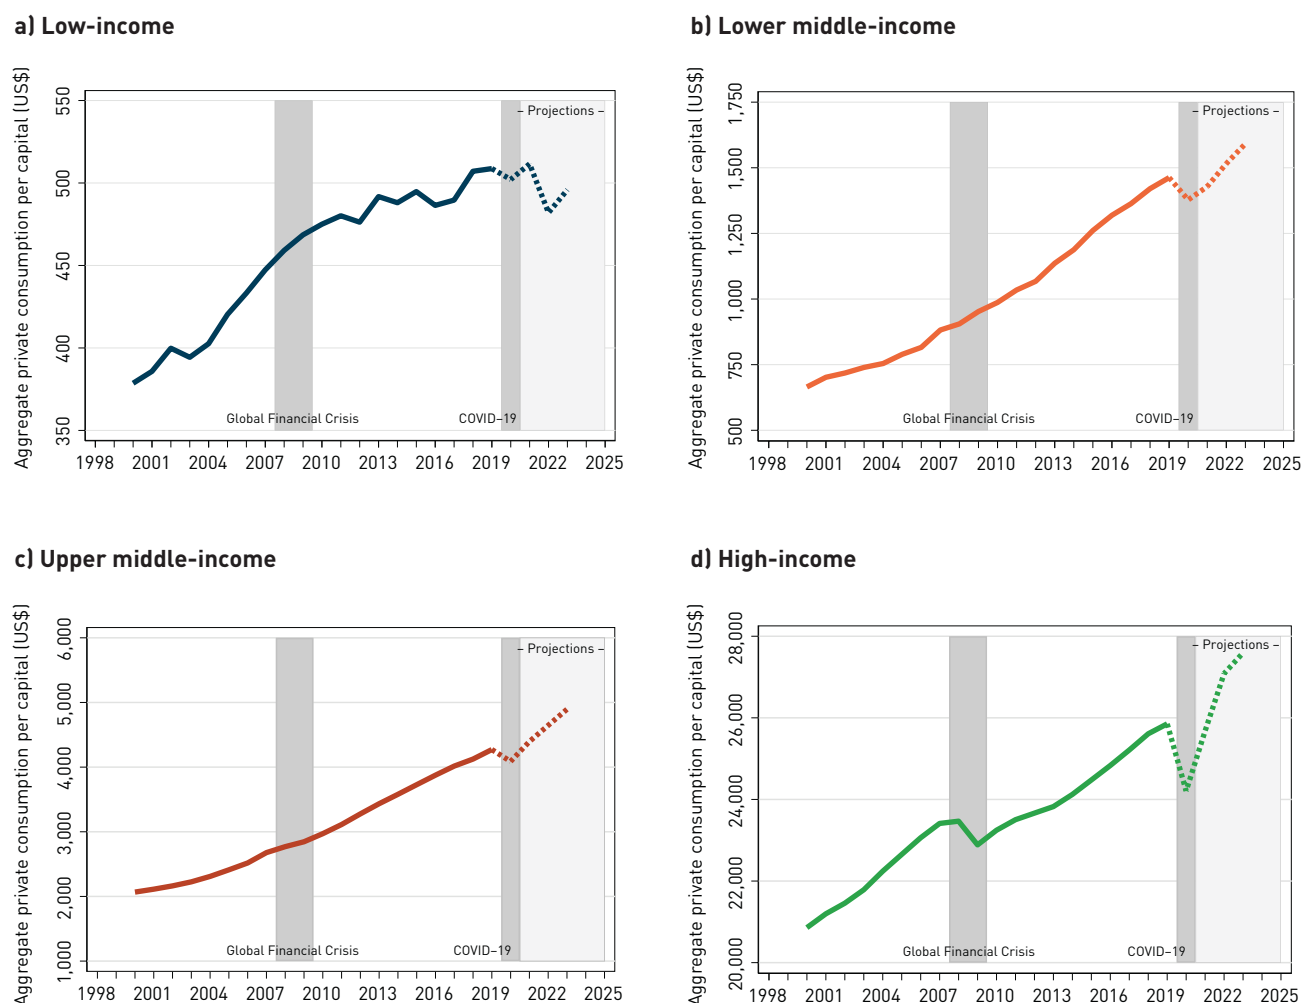 a) Low-income
Aggregate private consumption per capital (US$)
550
500
450
400
350
– Projections –
Global Financial Crisis
COVID–19
1998 2001 2004 2007 2010 2013 2016 2019 2022 2025
b) Lower middle-income
Aggregate private consumption per capital (US$)
1,750
1,500
1,250
1,000
750
500
– Projections –
Global Financial Crisis
COVID–19
1998 2001 2004 2007 2010 2013 2016 2019 2022 2025
c) Upper middle-income
Aggregate private consumption per capital (US$)
6,000
5,000
4,000
3,000
2,000
1,000
– Projections –
Global Financial Crisis
COVID–19
1998 2001 2004 2007 2010 2013 2016 2019 2022 2025
d) High-income
Aggregate private consumption per capital (US$)
28,000
26,000
24,000
22,000
20,000
– Projections –
Global Financial Crisis
COVID–19
1998 2001 2004 2007 2010 2013 2016 2019 2022 2025